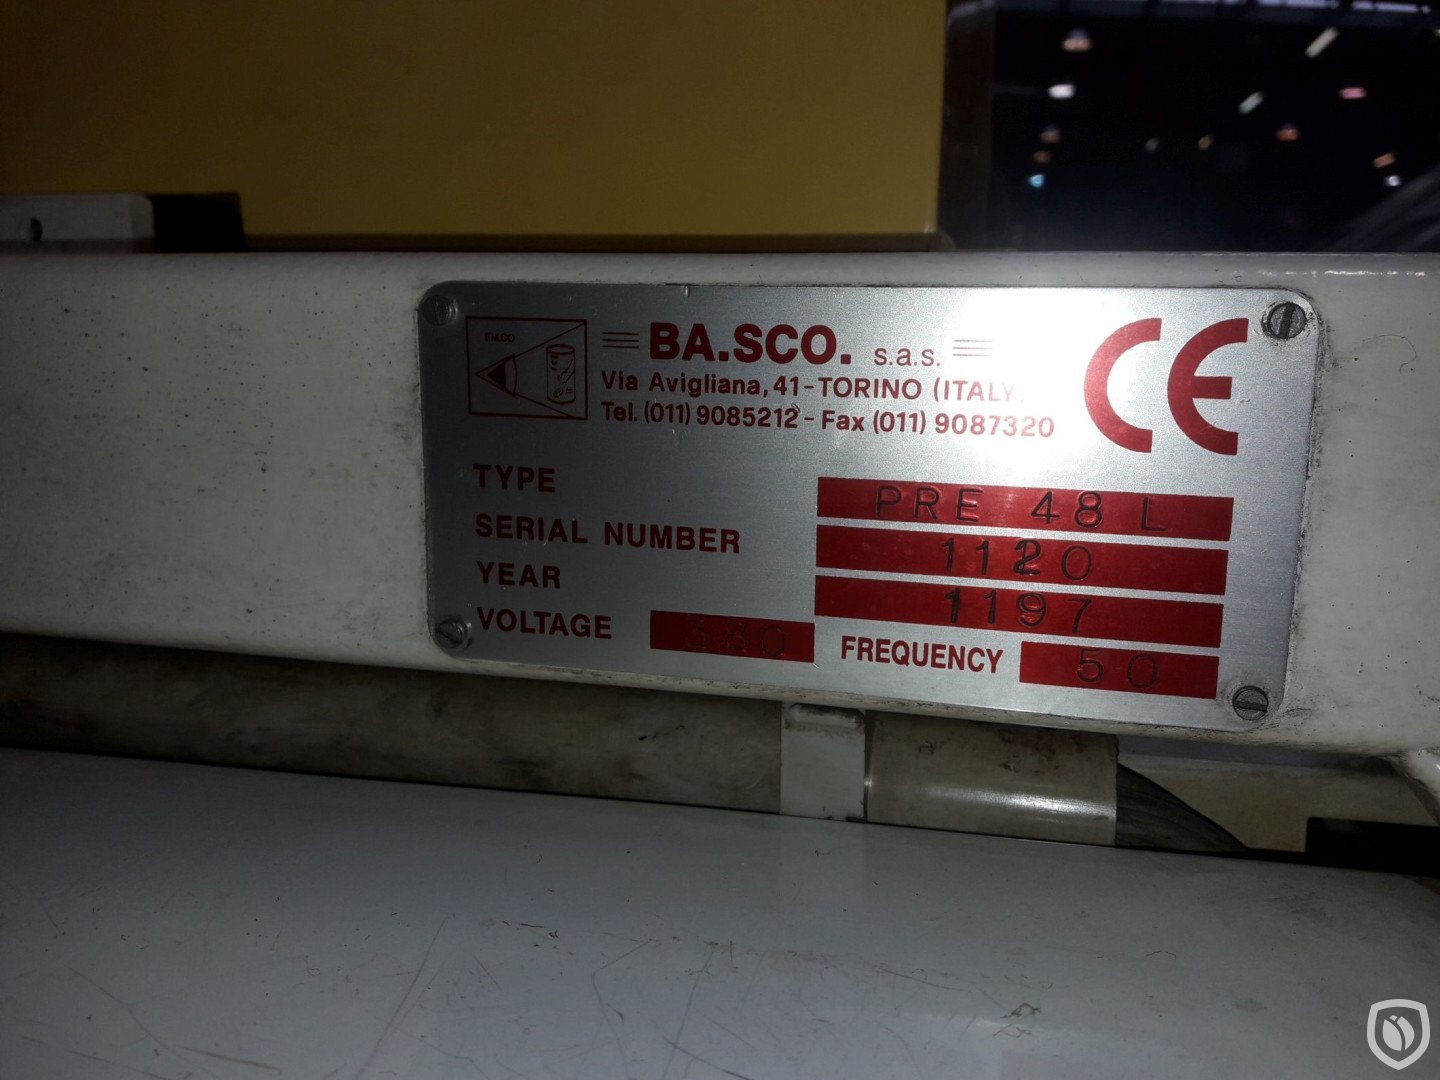 EM.CO
BA.SCO. s.a.s.
Via Avigliana, 41 - TORINO (ITALY)
Tel. (011) 9085212 - Fax (011) 9087320
CE
TYPE PRE 48 L
SERIAL NUMBER 1120
YEAR 1197
VOLTAGE 380 FREQUENCY 50